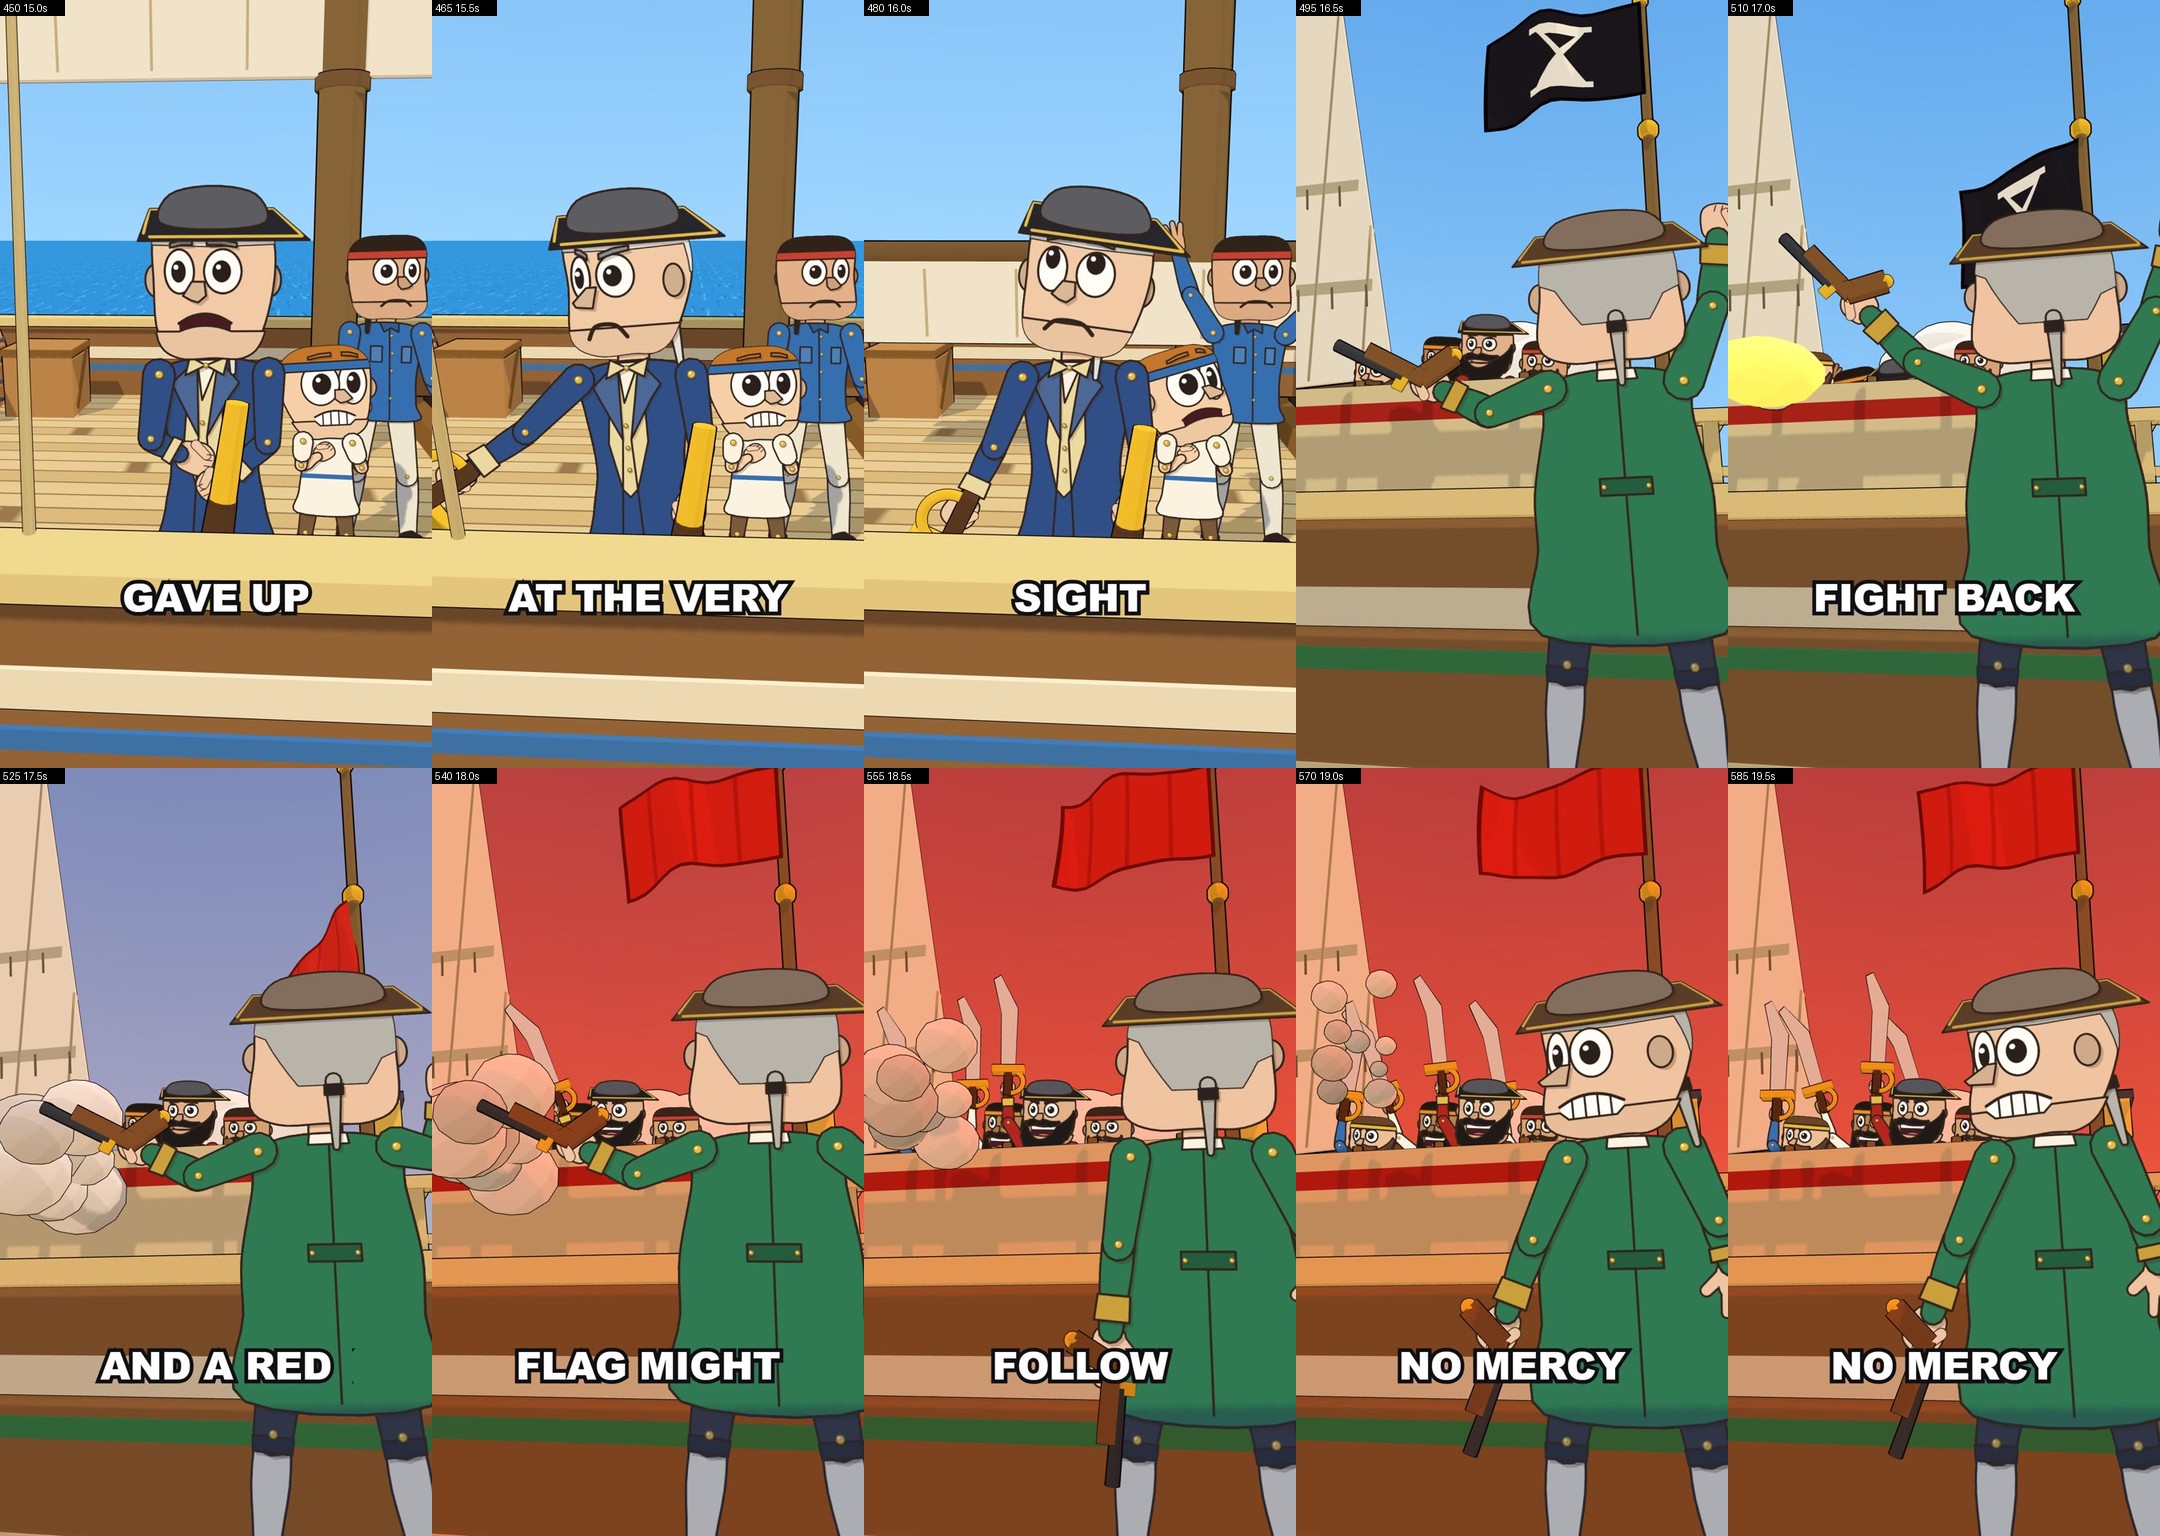 450 15.0s
465 15.5s
480 16.0s
495 16.5s
510 17.0s
GAVE UP
AT THE VERY
SIGHT
FIGHT BACK
525 17.5s
540 18.0s
555 18.5s
570 19.0s
585 19.5s
AND A RED
FLAG MIGHT
FOLLOW
NO MERCY
NO MERCY